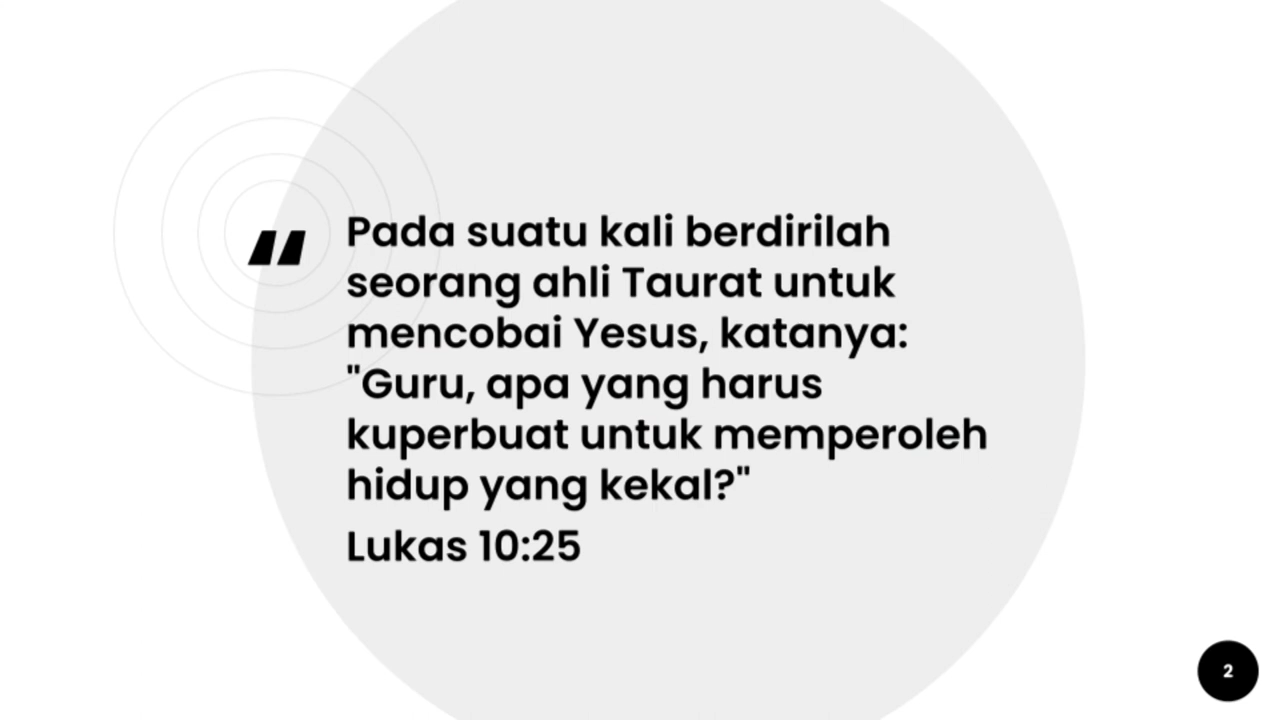 “
Pada suatu kali berdirilah
seorang ahli Taurat untuk
mencobai Yesus, katanya:
"Guru, apa yang harus
kuperbuat untuk memperoleh
hidup yang kekal?"
Lukas 10:25
2